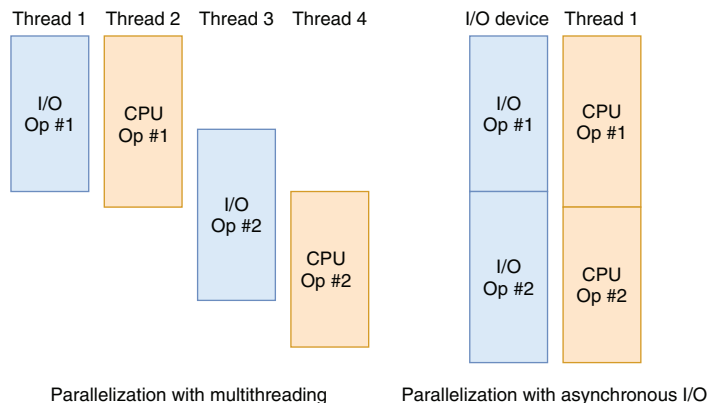 Thread 1 Thread 2 Thread 3 Thread 4 I/O device Thread 1
I/O
Op #1
CPU
Op #1
I/O
Op #2
CPU
Op #2
I/O
Op #1
CPU
Op #1
I/O
Op #2
CPU
Op #2
Parallelization with multithreading
Parallelization with asynchronous I/O